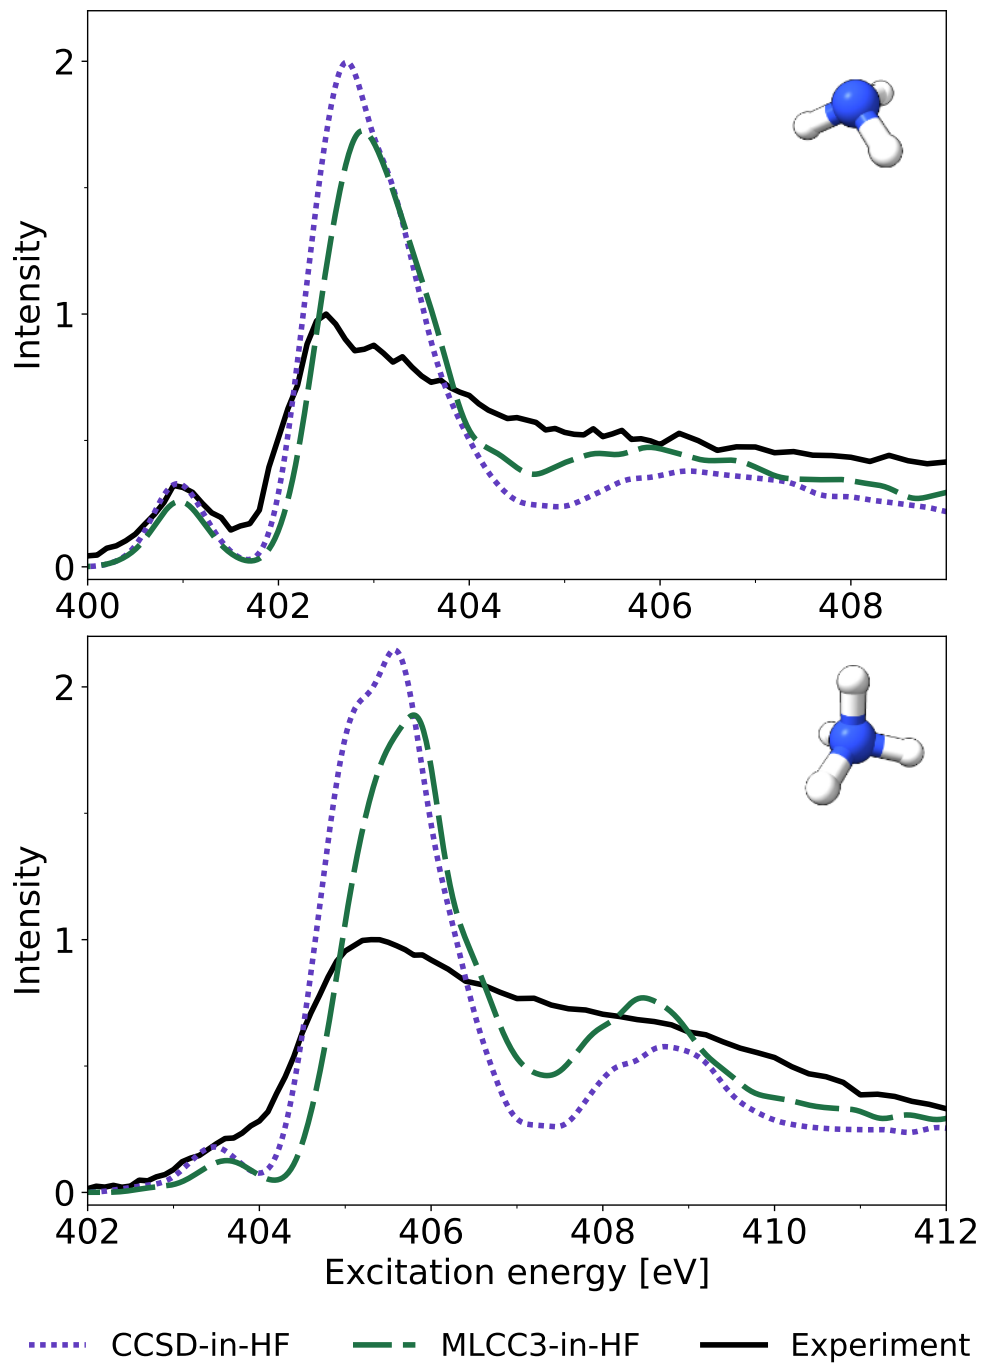 2
1
0
Intensity
400 402 404 406 408
2
1
0
Intensity
402 404 406 408 410 412
Excitation energy [eV]
CCSD-in-HF MLCC3-in-HF Experiment